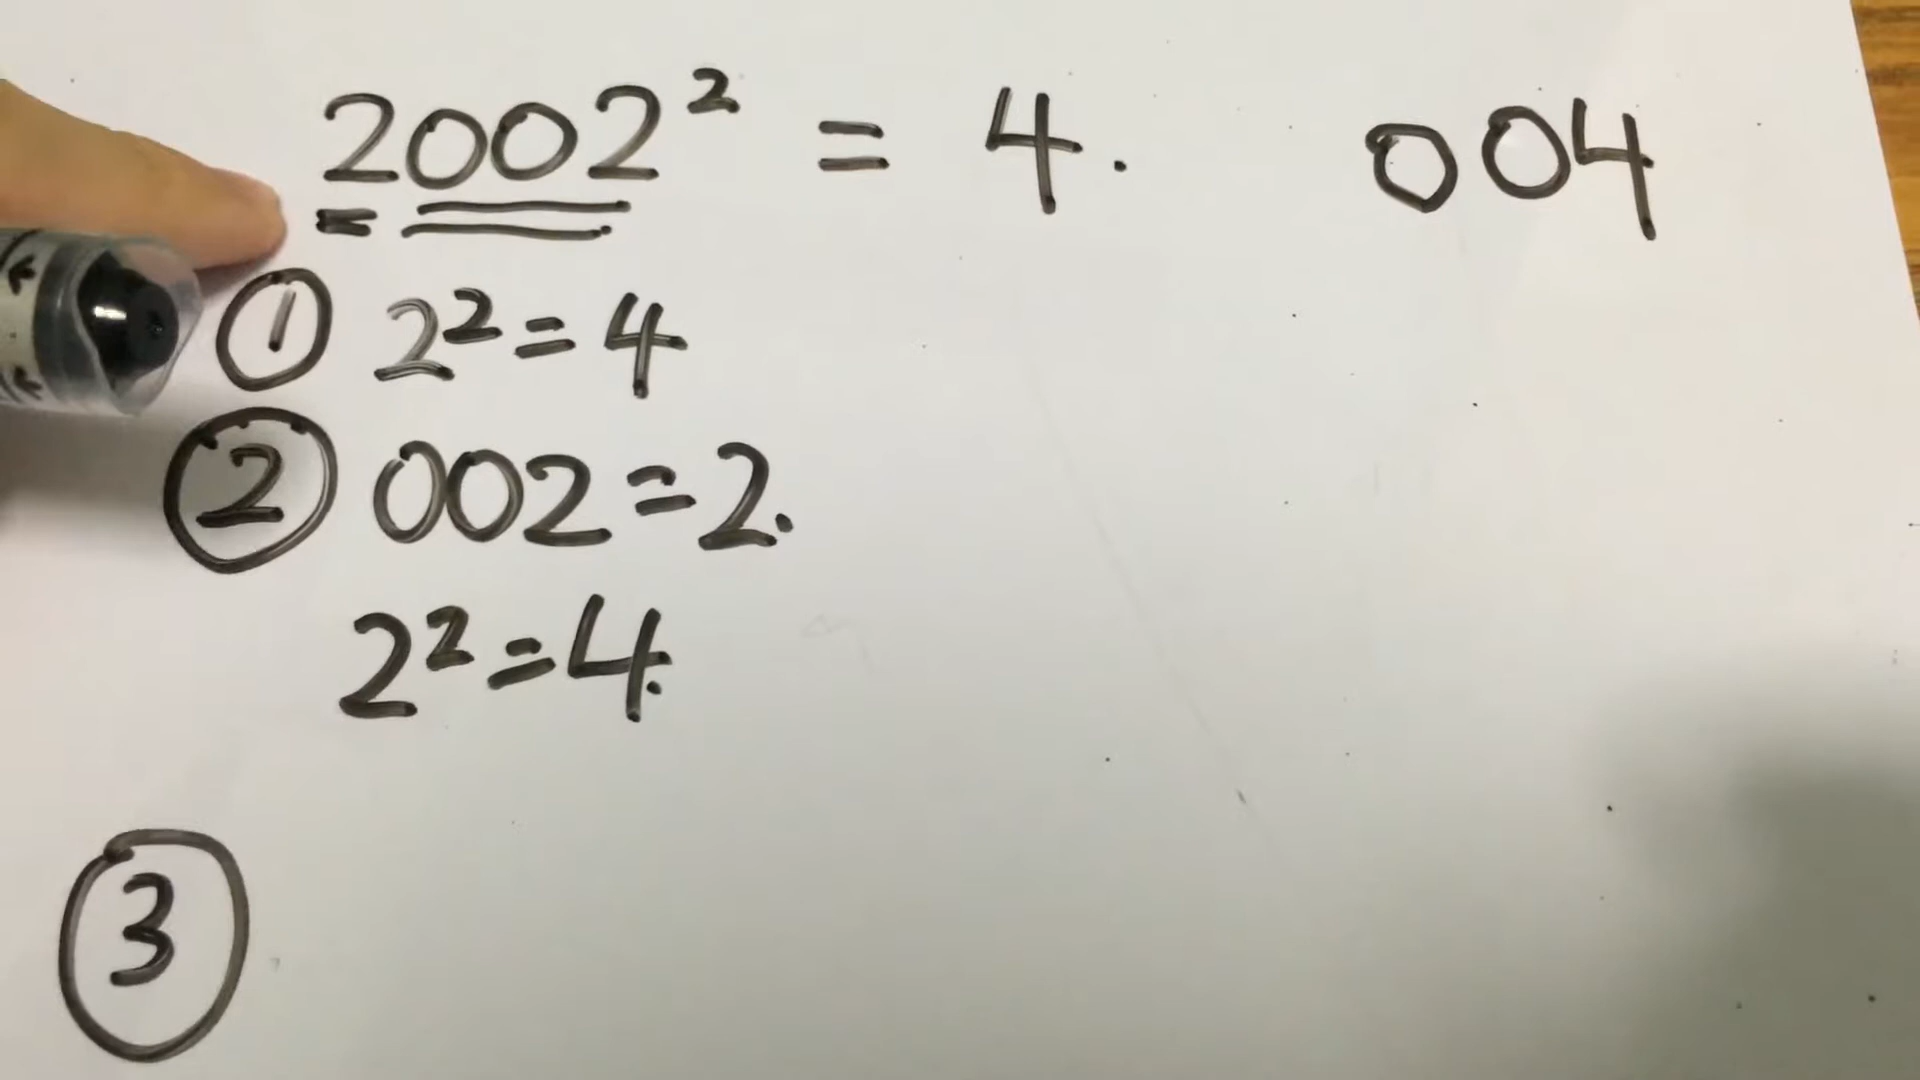 2002² = 4. 004
① 2² = 4
② 002 = 2.
2² = 4.
③